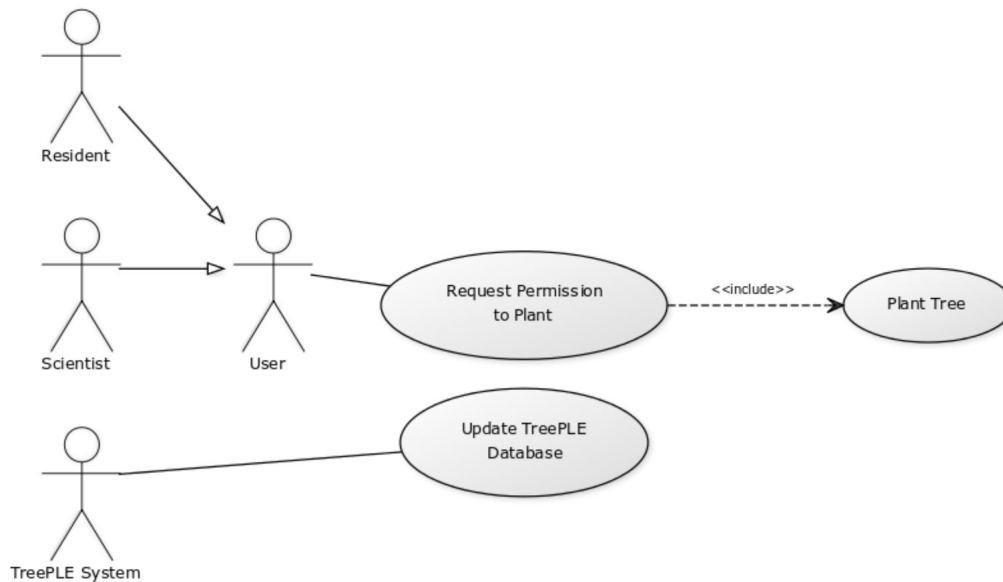 Resident
Scientist
User
Request Permission
to Plant
<<include>>
Plant Tree
Update TreePLE
Database
TreePLE System